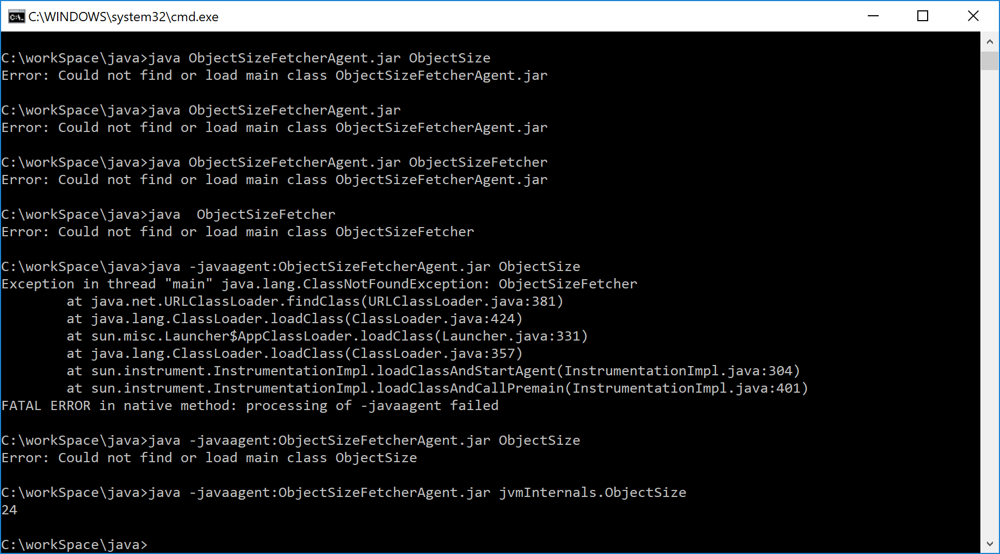 C:\WINDOWS\system32\cmd.exe
C:\workSpace\java>java ObjectSizeFetcherAgent.jar ObjectSize
Error: Could not find or load main class ObjectSizeFetcherAgent.jar
C:\workSpace\java>java ObjectSizeFetcherAgent.jar
Error: Could not find or load main class ObjectSizeFetcherAgent.jar
C:\workSpace\java>java ObjectSizeFetcherAgent.jar ObjectSizeFetcher
Error: Could not find or load main class ObjectSizeFetcherAgent.jar
C:\workSpace\java>java  ObjectSizeFetcher
Error: Could not find or load main class ObjectSizeFetcher
C:\workSpace\java>java -javaagent:ObjectSizeFetcherAgent.jar ObjectSize
Exception in thread "main" java.lang.ClassNotFoundException: ObjectSizeFetcher
        at java.net.URLClassLoader.findClass(URLClassLoader.java:381)
        at java.lang.ClassLoader.loadClass(ClassLoader.java:424)
        at sun.misc.Launcher$AppClassLoader.loadClass(Launcher.java:331)
        at java.lang.ClassLoader.loadClass(ClassLoader.java:357)
        at sun.instrument.InstrumentationImpl.loadClassAndStartAgent(InstrumentationImpl.java:304)
        at sun.instrument.InstrumentationImpl.loadClassAndCallPremain(InstrumentationImpl.java:401)
FATAL ERROR in native method: processing of -javaagent failed
C:\workSpace\java>java -javaagent:ObjectSizeFetcherAgent.jar ObjectSize
Error: Could not find or load main class ObjectSize
C:\workSpace\java>java -javaagent:ObjectSizeFetcherAgent.jar jvmInternals.ObjectSize
24
C:\workSpace\java>